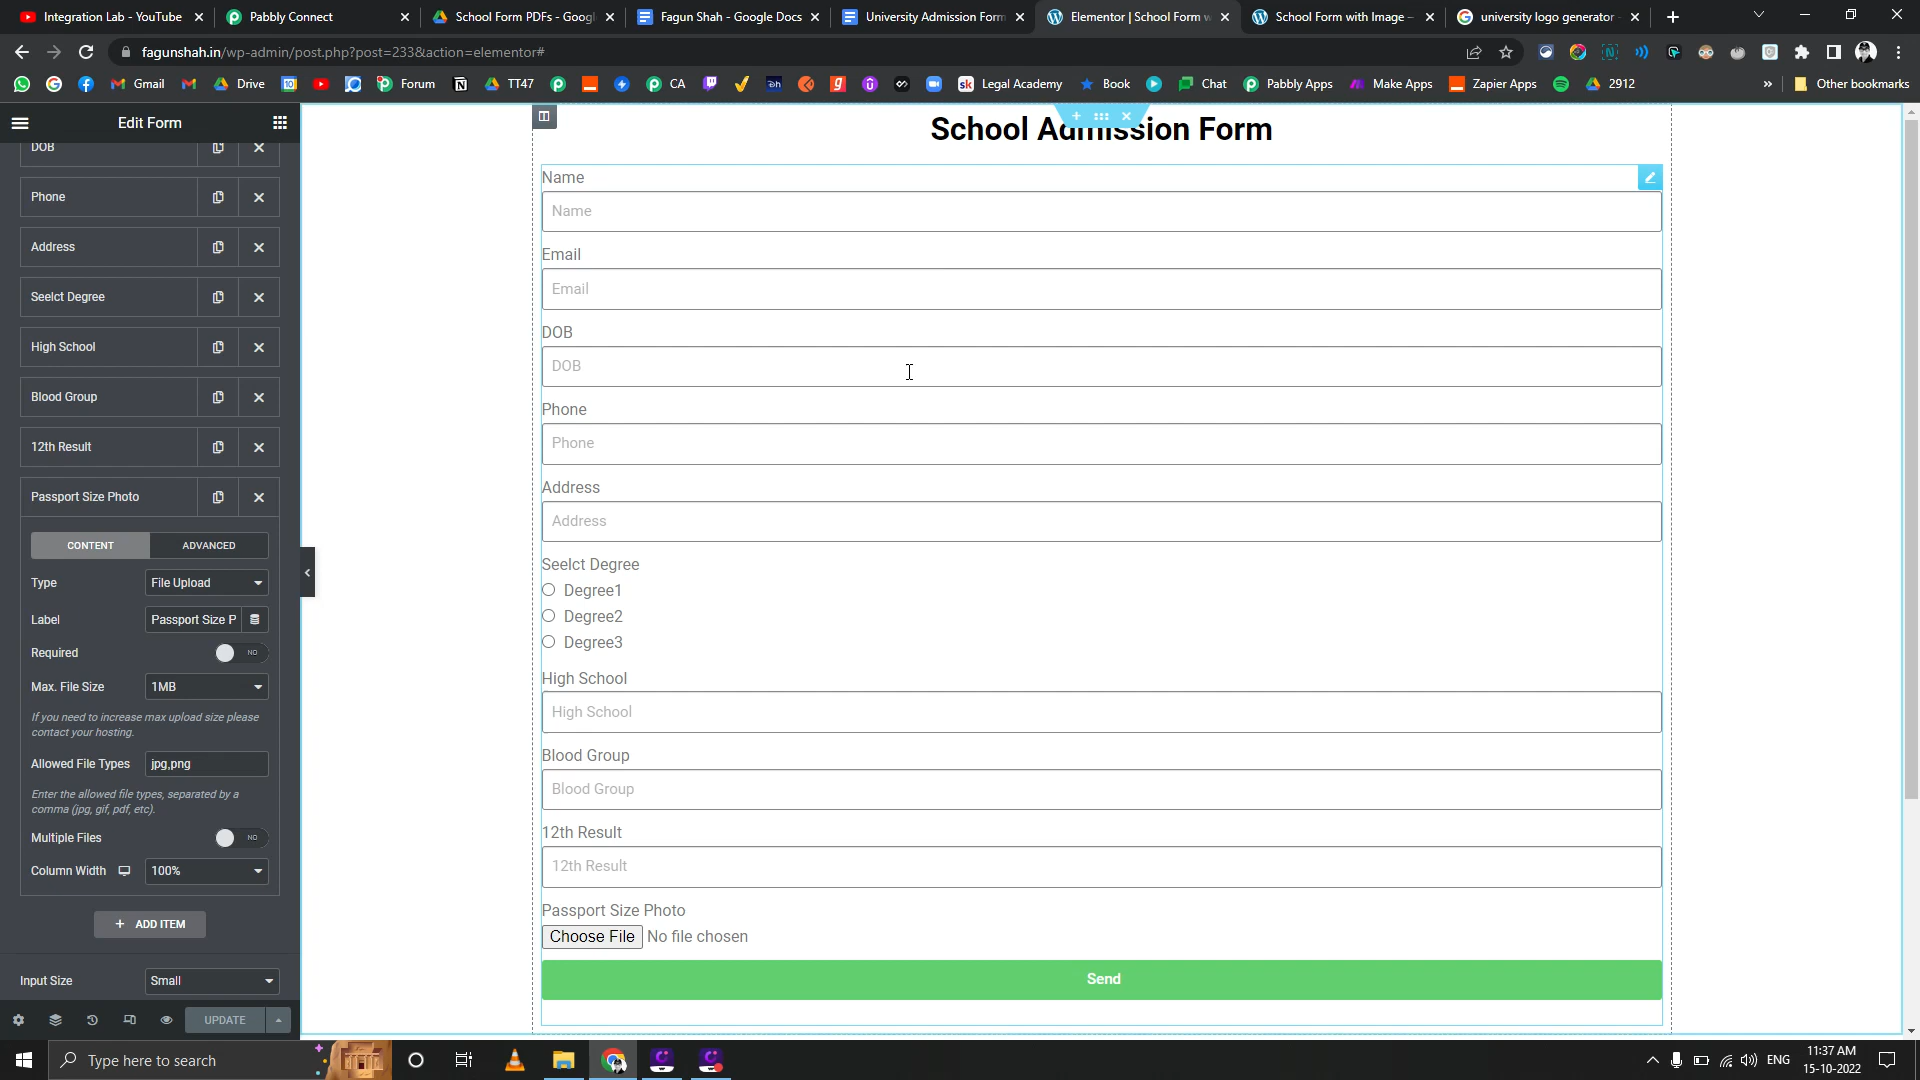 Integration Lab - YouTube
Pabbly Connect
School Form PDFs - Googl
Fagun Shah - Google Docs
University Admission Form
Elementor | School Form w
School Form with Image –
university logo generator
fagunshah.in/wp-admin/post.php?post=233&action=elementor#
Gmail
Drive
Forum
TT47
CA
Legal Academy
Book
Chat
Pabbly Apps
Make Apps
Zapier Apps
2912
»
Other bookmarks
Edit Form
DOB
Phone
Address
Seelct Degree
High School
Blood Group
12th Result
Passport Size Photo
CONTENT
ADVANCED
Type
File Upload
Label
Passport Size P
Required
NO
Max. File Size
1MB
If you need to increase max upload size please
contact your hosting.
Allowed File Types
jpg,png
Enter the allowed file types, separated by a
comma (jpg, gif, pdf, etc).
Multiple Files
NO
Column Width
100%
+ ADD ITEM
Input Size
Small
UPDATE
School Admission Form
Name
Name
Email
Email
DOB
DOB
Phone
Phone
Address
Address
Seelct Degree
Degree1
Degree2
Degree3
High School
High School
Blood Group
Blood Group
12th Result
12th Result
Passport Size Photo
Choose File No file chosen
Send
Type here to search
ENG
11:37 AM
15-10-2022